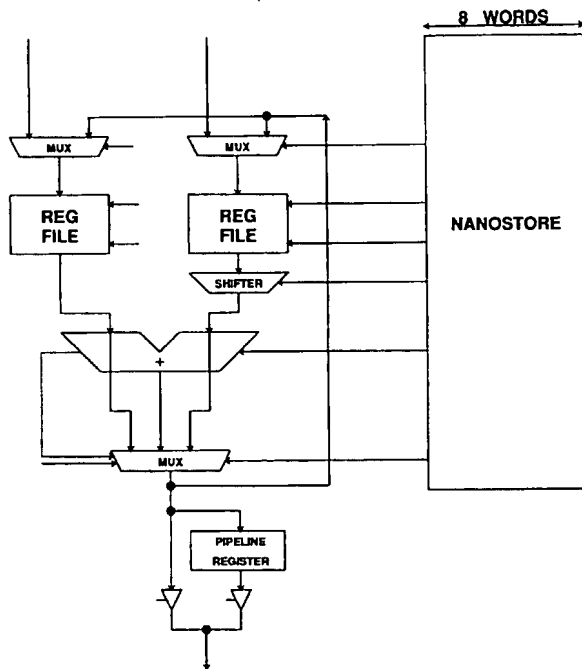 8 WORDS
MUX
MUX
REG
FILE
REG
FILE
NANOSTORE
SHIFTER
+
MUX
PIPELINE
REGISTER